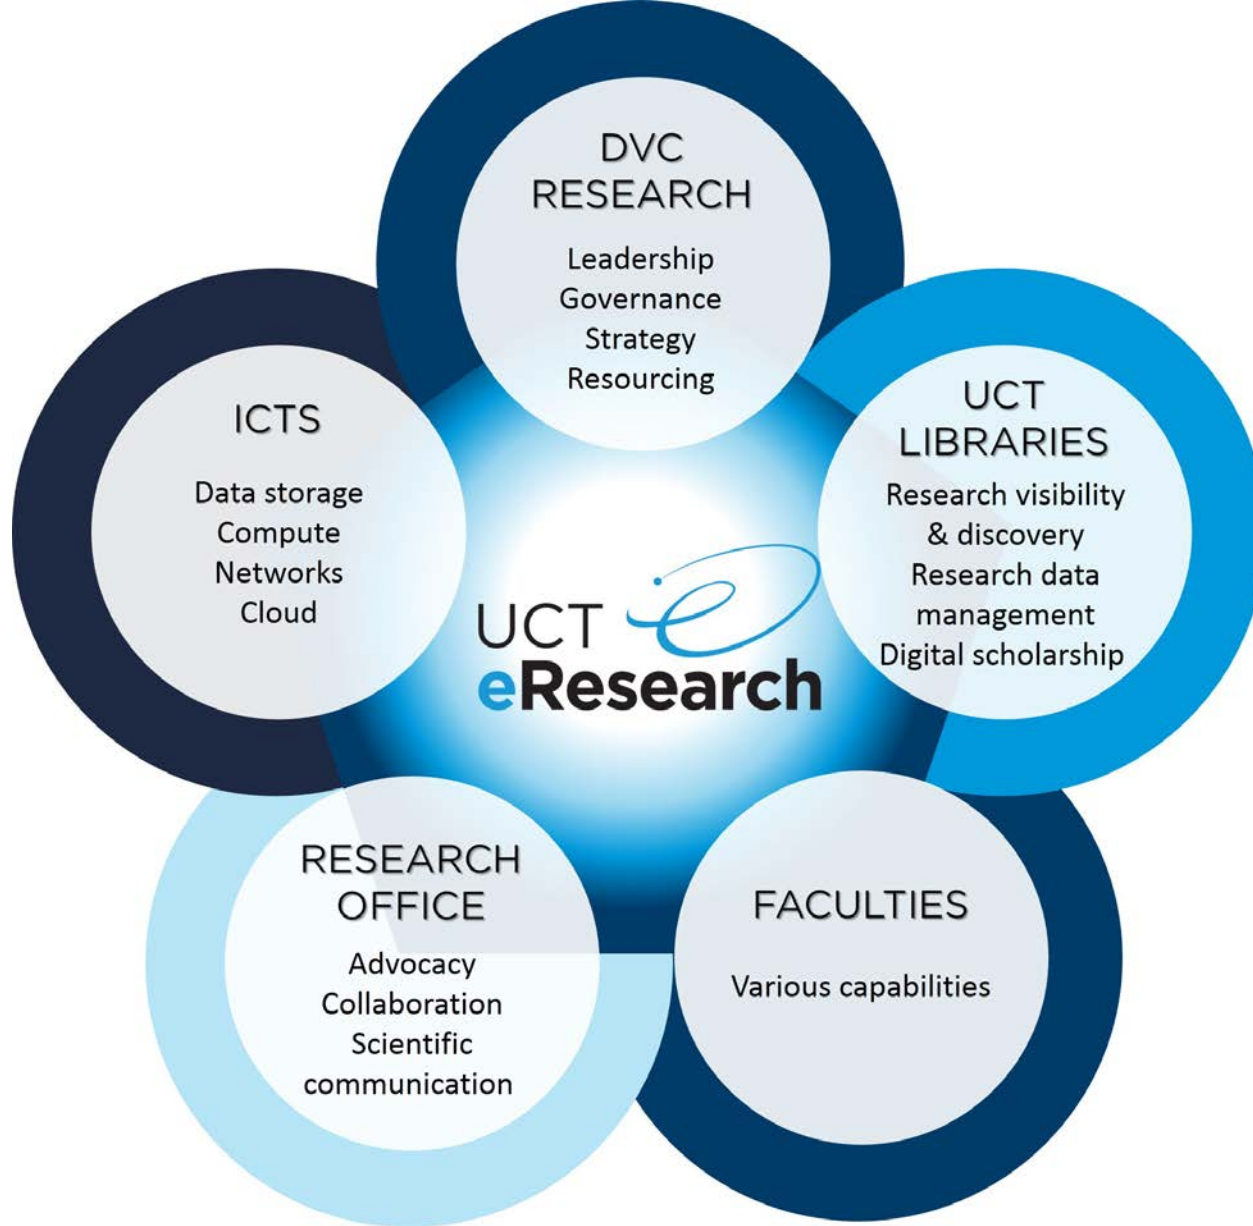 DVC
RESEARCH
Leadership
Governance
Strategy
Resourcing
ICTS
Data storage
Compute
Networks
Cloud
UCT
LIBRARIES
Research visibility
& discovery
Research data
management
Digital scholarship
UCT
eResearch
RESEARCH
OFFICE
Advocacy
Collaboration
Scientific
communication
FACULTIES
Various capabilities